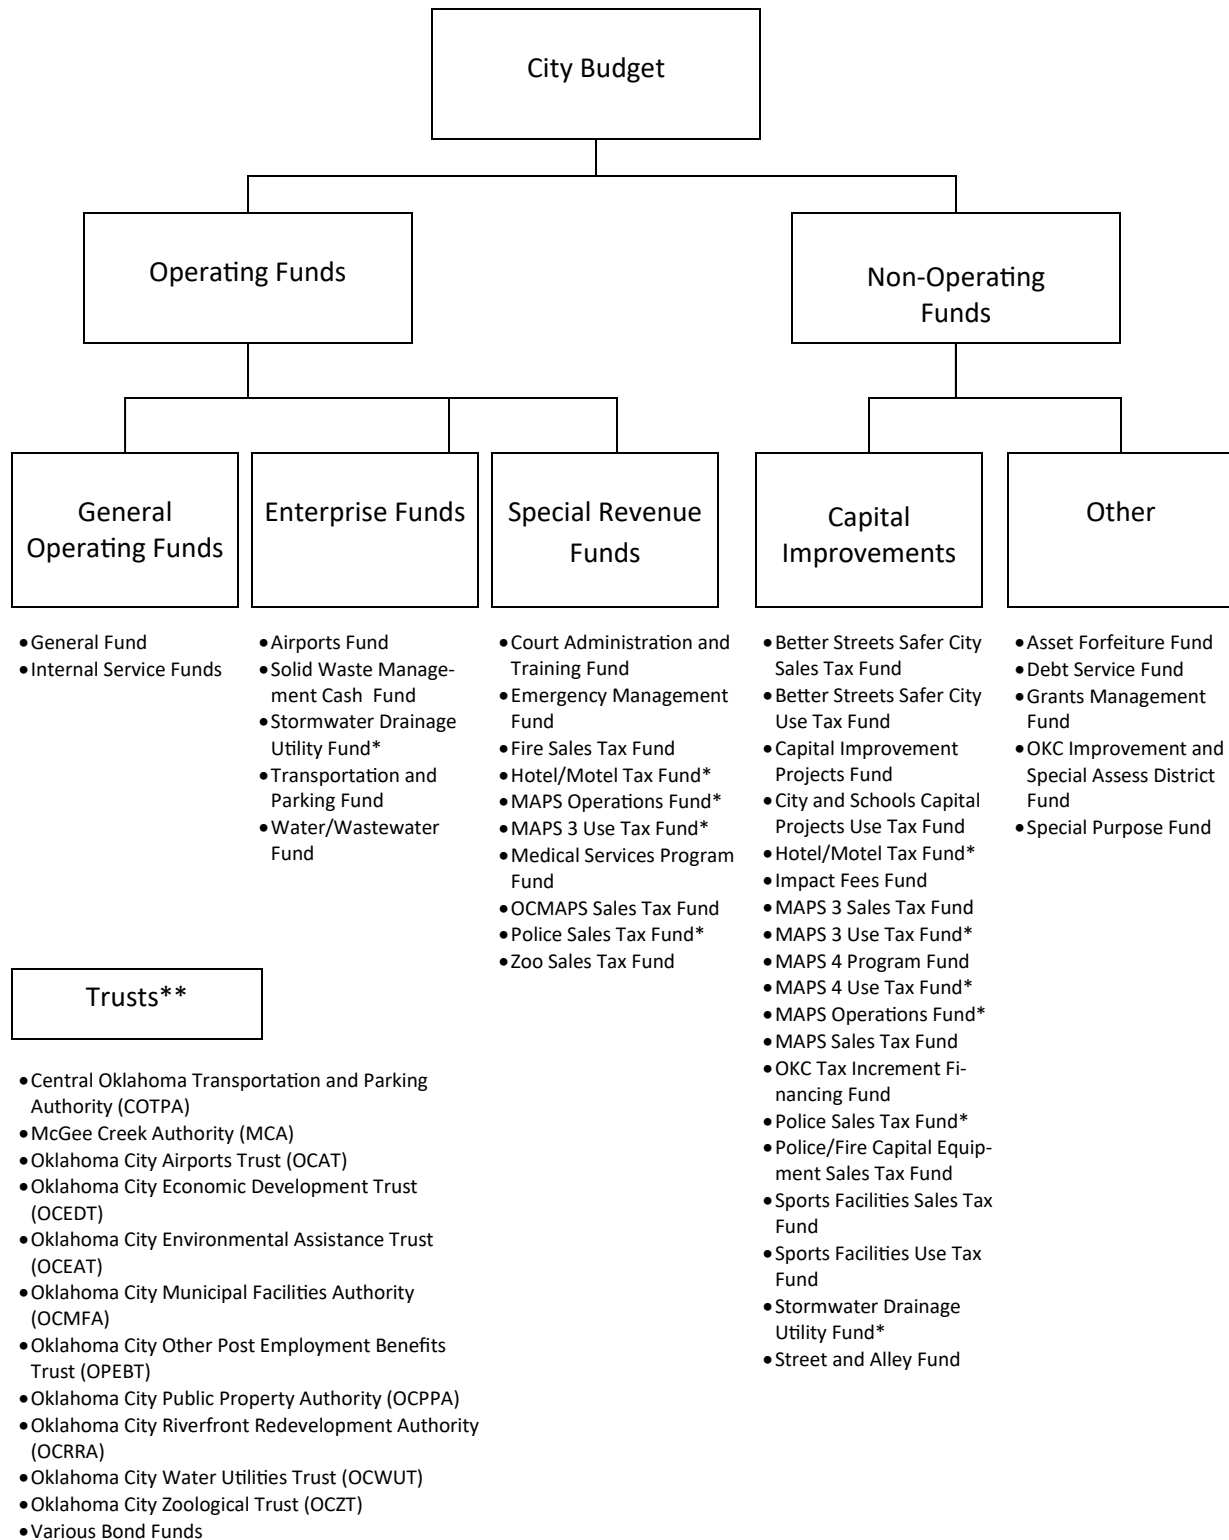 City Budget
Operating Funds
Non-Operating
Funds
General
Operating Funds
Enterprise Funds
Special Revenue
Funds
Capital
Improvements
Other
•General Fund
•Internal Service Funds
•Airports Fund
•Solid Waste Manage-
ment Cash Fund
•Stormwater Drainage
Utility Fund*
•Transportation and
Parking Fund
•Water/Wastewater
Fund
•Court Administration and
Training Fund
•Emergency Management
Fund
•Fire Sales Tax Fund
•Hotel/Motel Tax Fund*
•MAPS Operations Fund*
•MAPS 3 Use Tax Fund*
•Medical Services Program
Fund
•OCMAPS Sales Tax Fund
•Police Sales Tax Fund*
•Zoo Sales Tax Fund
•Better Streets Safer City
Sales Tax Fund
•Better Streets Safer City
Use Tax Fund
•Capital Improvement
Projects Fund
•City and Schools Capital
Projects Use Tax Fund
•Hotel/Motel Tax Fund*
•Impact Fees Fund
•MAPS 3 Sales Tax Fund
•MAPS 3 Use Tax Fund*
•MAPS 4 Program Fund
•MAPS 4 Use Tax Fund*
•MAPS Operations Fund*
•MAPS Sales Tax Fund
•OKC Tax Increment Fi-
nancing Fund
•Police Sales Tax Fund*
•Police/Fire Capital Equip-
ment Sales Tax Fund
•Sports Facilities Sales Tax
Fund
•Sports Facilities Use Tax
Fund
•Stormwater Drainage
Utility Fund*
•Street and Alley Fund
•Asset Forfeiture Fund
•Debt Service Fund
•Grants Management
Fund
•OKC Improvement and
Special Assess District
Fund
•Special Purpose Fund
Trusts**
•Central Oklahoma Transportation and Parking
Authority (COTPA)
•McGee Creek Authority (MCA)
•Oklahoma City Airports Trust (OCAT)
•Oklahoma City Economic Development Trust
(OCEDT)
•Oklahoma City Environmental Assistance Trust
(OCEAT)
•Oklahoma City Municipal Facilities Authority
(OCMFA)
•Oklahoma City Other Post Employment Benefits
Trust (OPEBT)
•Oklahoma City Public Property Authority (OCPPA)
•Oklahoma City Riverfront Redevelopment Authority
(OCRRA)
•Oklahoma City Water Utilities Trust (OCWUT)
•Oklahoma City Zoological Trust (OCZT)
•Various Bond Funds